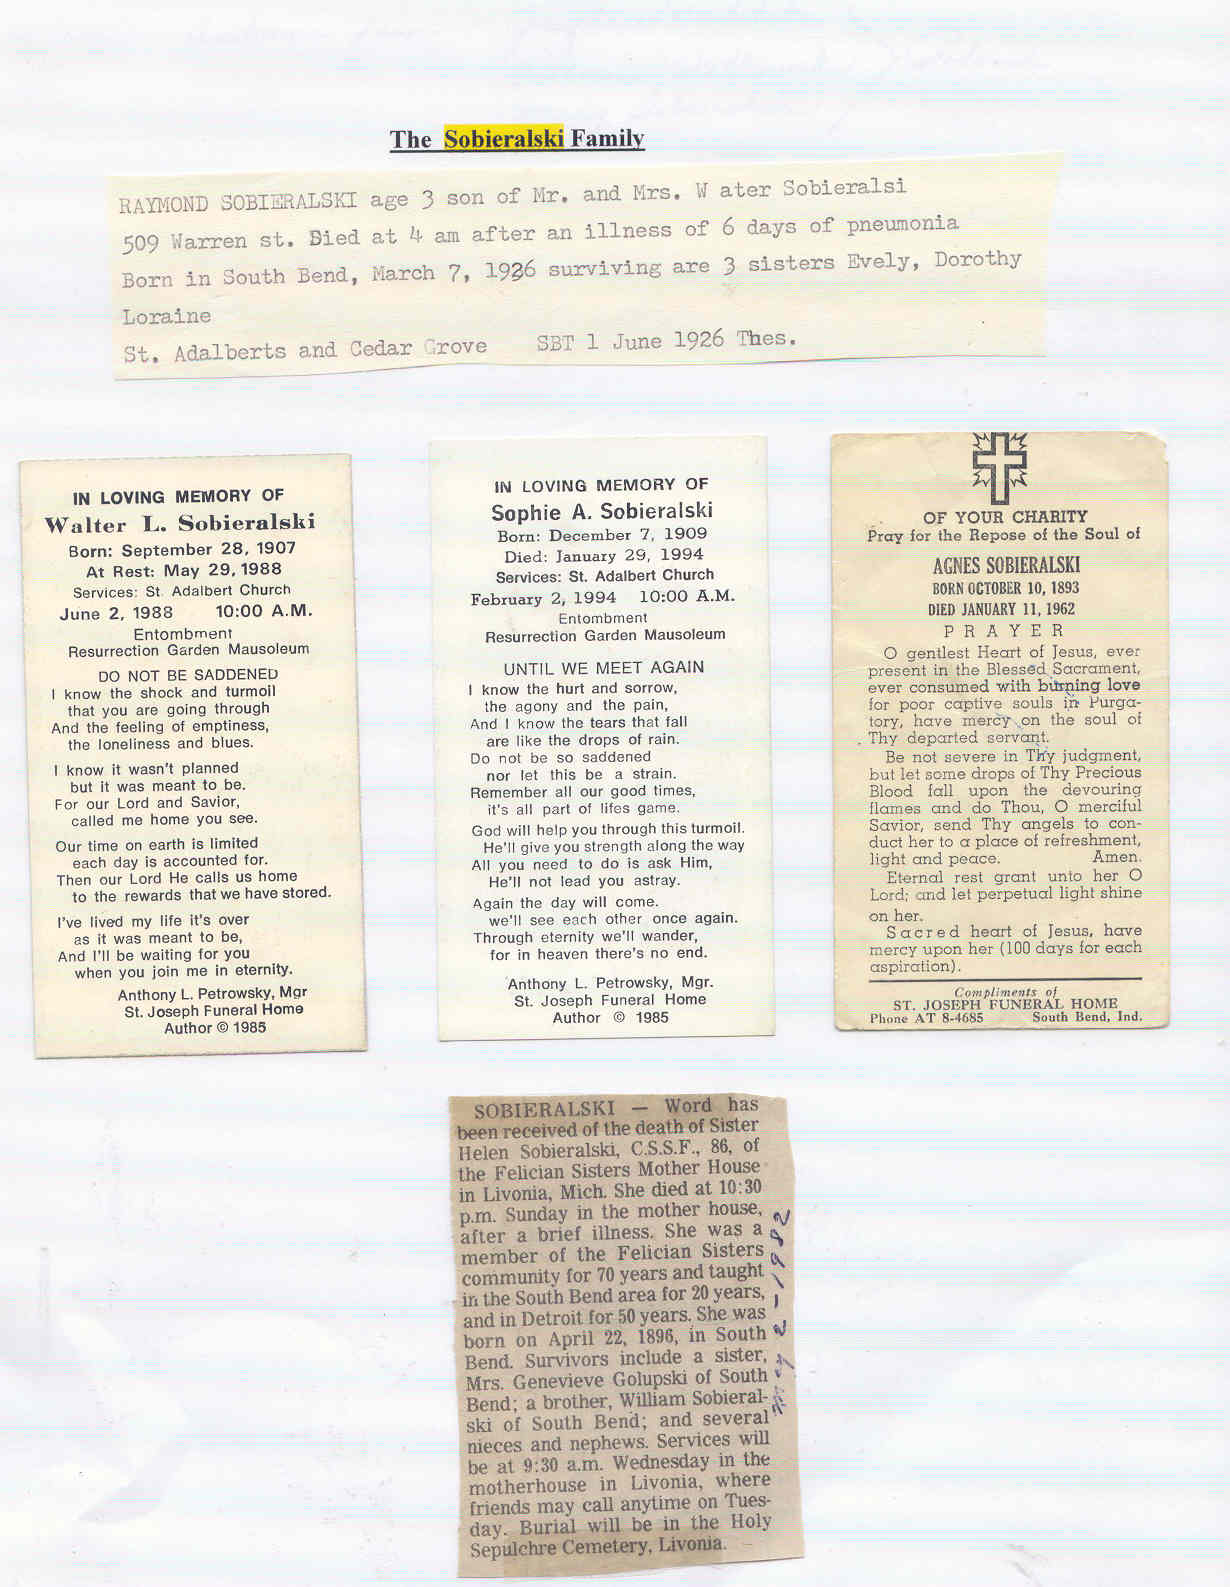 The Sobieralski Family
RAYMOND SOBIERALSKI age 3 son of Mr. and Mrs. W ater Sobieralsi
509 Warren st. Died at 4 am after an illness of 6 days of pneumonia
Born in South Bend, March 7, 1926 surviving are 3 sisters Evely, Dorothy
Loraine
St. Adalberts and Cedar Grove SBT 1 June 1926 Thes.
IN LOVING MEMORY OF
Walter L. Sobieralski
Born: September 28, 1907
At Rest: May 29, 1988
Services: St. Adalbert Church
June 2, 1988 10:00 A.M.
Entombment
Resurrection Garden Mausoleum
DO NOT BE SADDENED
I know the shock and turmoil
that you are going through
And the feeling of emptiness,
the loneliness and blues.
I know it wasn't planned
but it was meant to be.
For our Lord and Savior,
called me home you see.
Our time on earth is limited
each day is accounted for.
Then our Lord He calls us home
to the rewards that we have stored.
I've lived my life it's over
as it was meant to be,
And I'll be waiting for you
when you join me in eternity.
Anthony L. Petrowsky, Mgr
St. Joseph Funeral Home
Author © 1985
IN LOVING MEMORY OF
Sophie A. Sobieralski
Born: December 7, 1909
Died: January 29, 1994
Services: St. Adalbert Church
February 2, 1994 10:00 A.M.
Entombment
Resurrection Garden Mausoleum
UNTIL WE MEET AGAIN
I know the hurt and sorrow,
the agony and the pain,
And I know the tears that fall
are like the drops of rain.
Do not be so saddened
nor let this be a strain.
Remember all our good times,
it's all part of lifes game.
God will help you through this turmoil.
He'll give you strength along the way
All you need to do is ask Him,
He'll not lead you astray.
Again the day will come.
we'll see each other once again.
Through eternity we'll wander,
for in heaven there's no end.
Anthony L. Petrowsky, Mgr.
St. Joseph Funeral Home
Author © 1985
OF YOUR CHARITY
Pray for the Repose of the Soul of
AGNES SOBIERALSKI
BORN OCTOBER 10, 1893
DIED JANUARY 11, 1962
PRAYER
O gentlest Heart of Jesus, ever
present in the Blessed Sacrament,
ever consumed with burning love
for poor captive souls in Purga-
tory, have mercy on the soul of
Thy departed servant.
Be not severe in Thy judgment,
but let some drops of Thy Precious
Blood fall upon the devouring
flames and do Thou, O merciful
Savior, send Thy angels to con-
duct her to a place of refreshment,
light and peace. Amen.
Eternal rest grant unto her O
Lord; and let perpetual light shine
on her.
Sacred heart of Jesus, have
mercy upon her (100 days for each
aspiration).
Compliments of
ST. JOSEPH FUNERAL HOME
Phone AT 8-4685 South Bend, Ind.
SOBIERALSKI — Word has
been received of the death of Sister
Helen Sobieralski, C.S.S.F., 86, of
the Felician Sisters Mother House
in Livonia, Mich. She died at 10:30
p.m. Sunday in the mother house,
after a brief illness. She was a
member of the Felician Sisters
community for 70 years and taught
in the South Bend area for 20 years,
and in Detroit for 50 years. She was
born on April 22, 1896, in South
Bend. Survivors include a sister,
Mrs. Genevieve Golupski of South
Bend; a brother, William Sobieral-
ski of South Bend; and several
nieces and nephews. Services will
be at 9:30 a.m. Wednesday in the
motherhouse in Livonia, where
friends may call anytime on Tues-
day. Burial will be in the Holy
Sepulchre Cemetery, Livonia.
May 2-1982